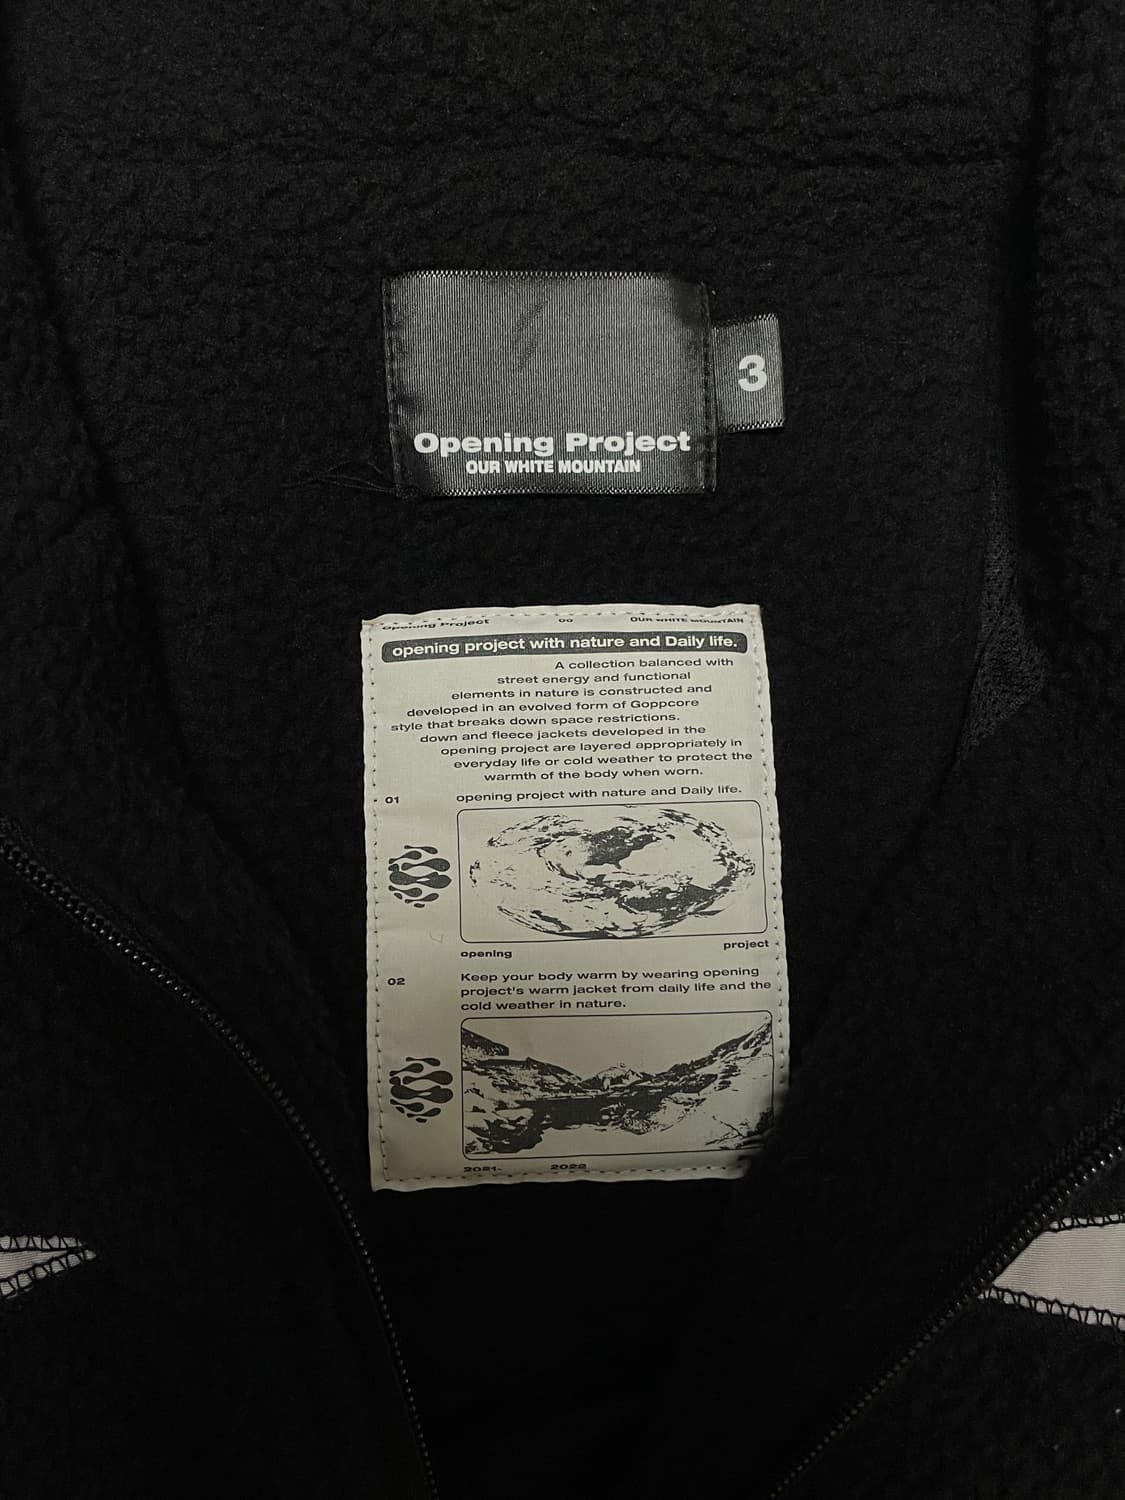 Opening Project
OUR WHITE MOUNTAIN
3
Opening Project 00 OUR WHITE MOUNTAIN
opening project with nature and Daily life.
A collection balanced with
street energy and functional
elements in nature is constructed and
developed in an evolved form of Goppcore
style that breaks down space restrictions.
down and fleece jackets developed in the
opening project are layered appropriately in
everyday life or cold weather to protect the
warmth of the body when worn.
01 opening project with nature and Daily life.
opening project
02 Keep your body warm by wearing opening
project's warm jacket from daily life and the
cold weather in nature.
2021. 2022